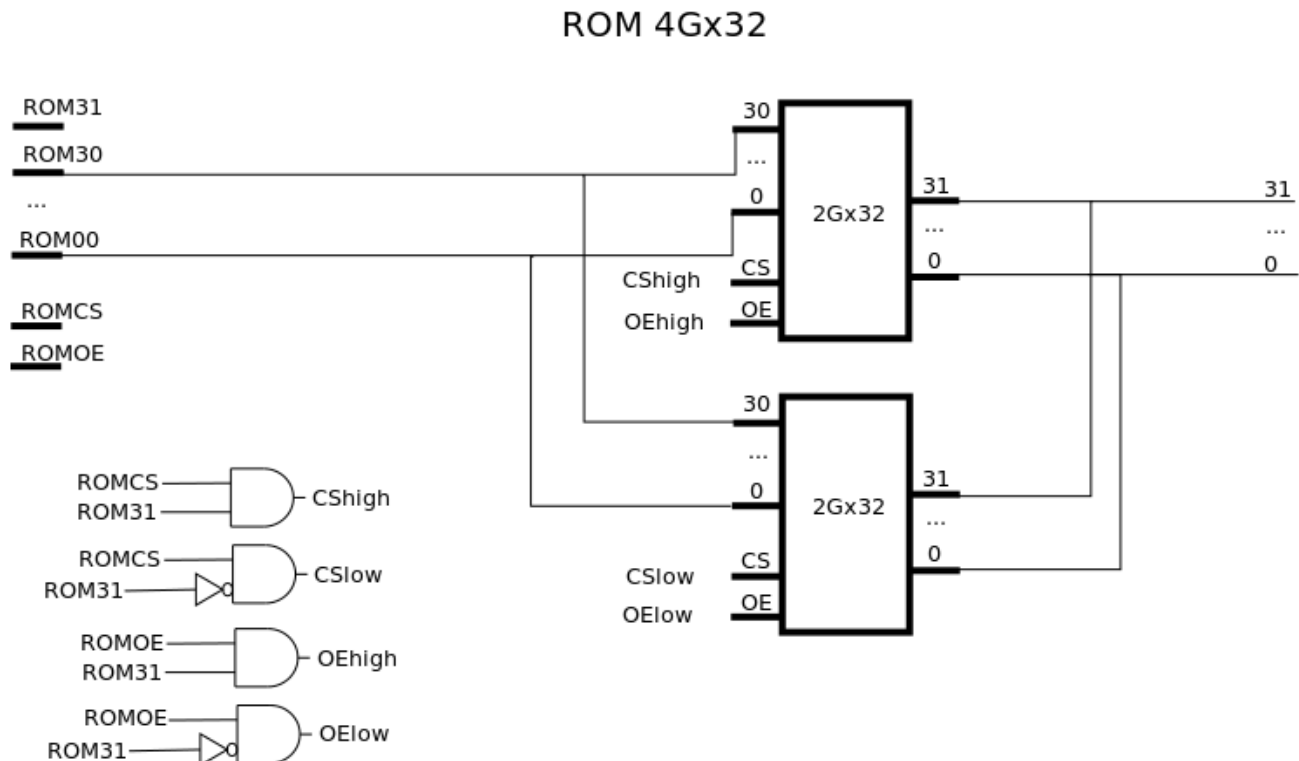 ROM 4Gx32
ROM31
ROM30
...
ROM00
ROMCS
ROMOE
30
...
0
CShigh CS
OEhigh OE
2Gx32
31
...
0
31
...
0
30
...
0
CSlow CS
OElow OE
2Gx32
31
...
0
ROMCS
ROM31
CShigh
ROMCS
ROM31
CSlow
ROMOE
ROM31
OEhigh
ROMOE
ROM31
OElow